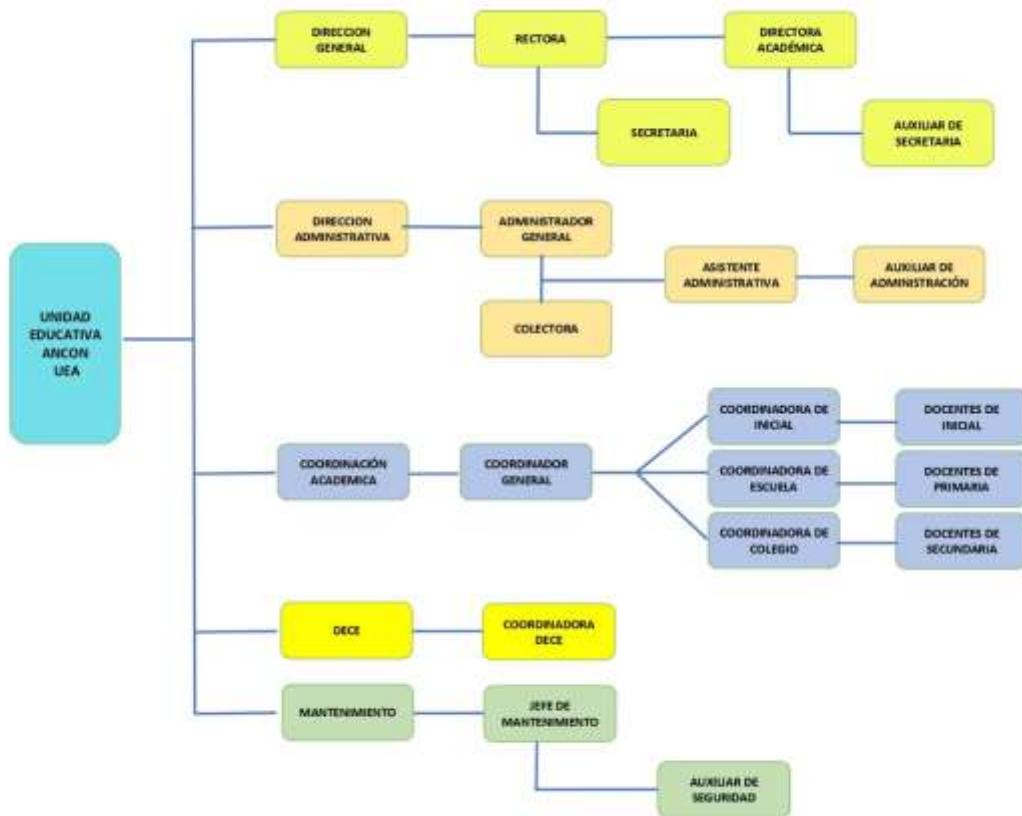 DIRECCION
GENERAL
RECTORA
DIRECTORA
ACADÉMICA
SECRETARIA
AUXILIAR DE
SECRETARIA
DIRECCION
ADMINISTRATIVA
ADMINISTRADOR
GENERAL
ASISTENTE
ADMINISTRATIVA
AUXILIAR DE
ADMINISTRACIÓN
COLECTORA
UNIDAD
EDUCATIVA
ANCON
UEA
COORDINACIÓN
ACADEMICA
COORDINADOR
GENERAL
COORDINADORA DE
INICIAL
DOCENTES DE
INICIAL
COORDINADORA DE
ESCUELA
DOCENTES DE
PRIMARIA
COORDINADORA DE
COLEGIO
DOCENTES DE
SECUNDARIA
DECE
COORDINADORA
DECE
MANTENIMIENTO
JEFE DE
MANTENIMIENTO
AUXILIAR DE
SEGURIDAD